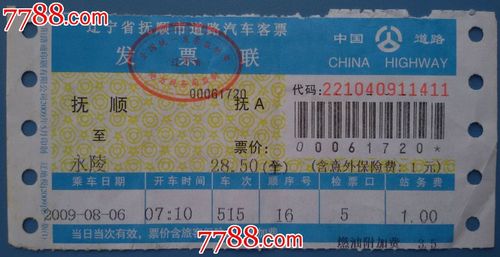 7788.com
辽宁省抚顺市道路汽车客票
发 票 联
中国 道路
CHINA HIGHWAY
00061720
代码:221040911411
抚 顺
抚A
至
票价:
00061720*
永陵
28.50(全)
(含意外保险费:1元)
乘车日期 开车时间 车次 顺序号 检票口 站务费
2009-08-06 07:10 515 16 5 1.00
当日当次有效,票价含旅客
燃油附加费 3.5
7788.com